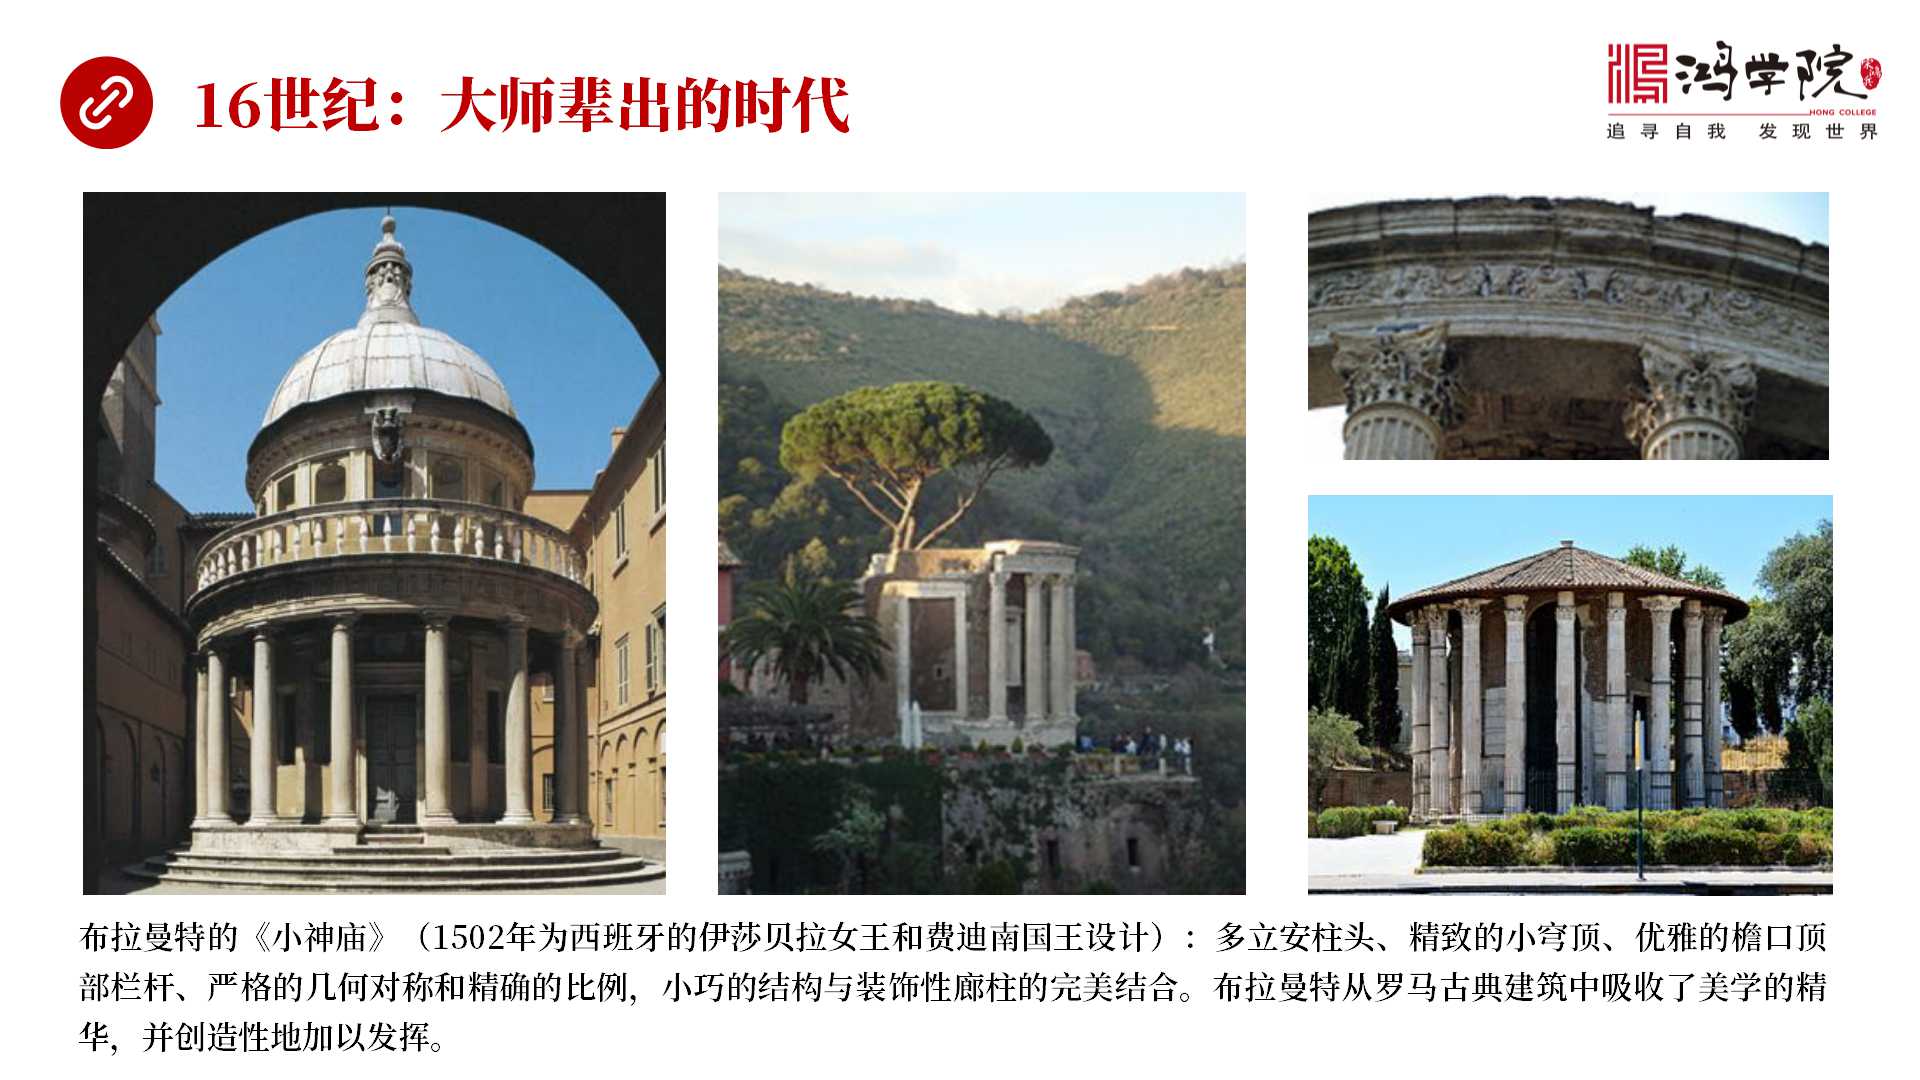 16世纪：大师辈出的时代
鸿学院
HONG COLLEGE
追寻自我 发现世界
布拉曼特的《小神庙》（1502年为西班牙的伊莎贝拉女王和费迪南国王设计）：多立安柱头、精致的小穹顶、优雅的檐口顶
部栏杆、严格的几何对称和精确的比例，小巧的结构与装饰性廊柱的完美结合。布拉曼特从罗马古典建筑中吸收了美学的精
华，并创造性地加以发挥。